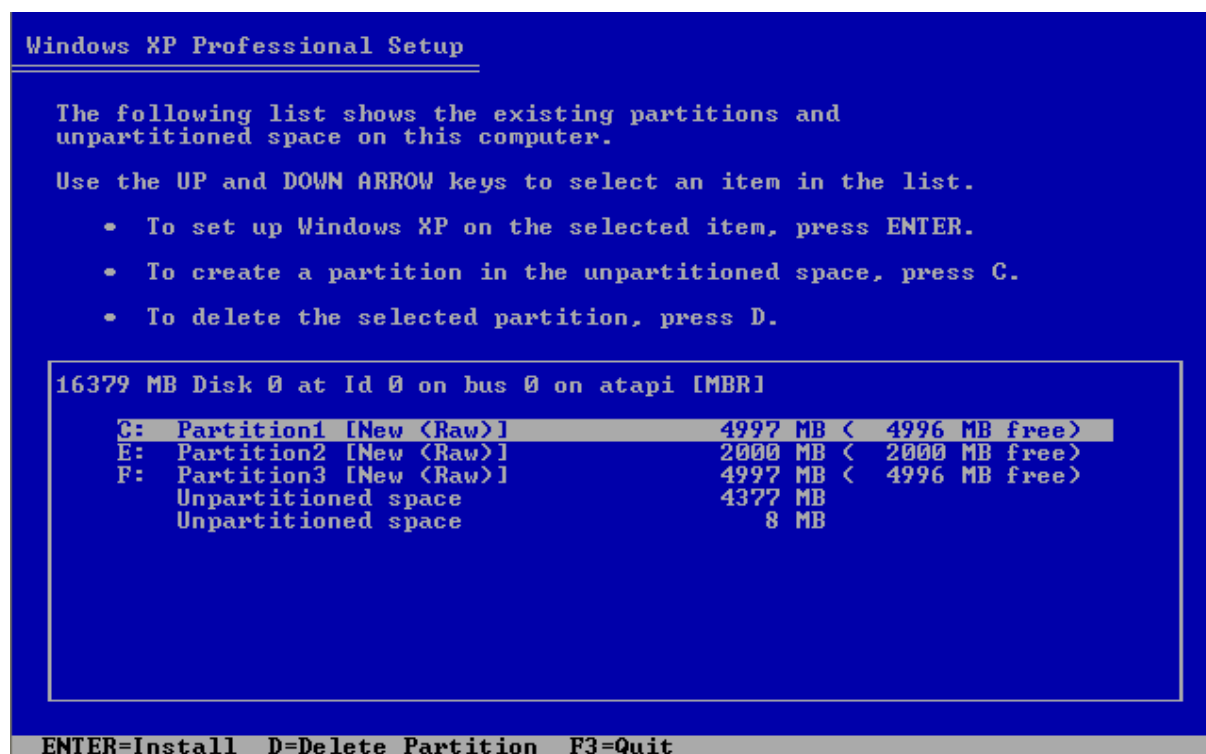 Windows XP Professional Setup
The following list shows the existing partitions and
unpartitioned space on this computer.
Use the UP and DOWN ARROW keys to select an item in the list.
• To set up Windows XP on the selected item, press ENTER.
• To create a partition in the unpartitioned space, press C.
• To delete the selected partition, press D.
16379 MB Disk 0 at Id 0 on bus 0 on atapi [MBR]
C: Partition1 [New (Raw)] 4997 MB ( 4996 MB free)
E: Partition2 [New (Raw)] 2000 MB ( 2000 MB free)
F: Partition3 [New (Raw)] 4997 MB ( 4996 MB free)
Unpartitioned space 4377 MB
Unpartitioned space 8 MB
ENTER=Install D=Delete Partition F3=Quit